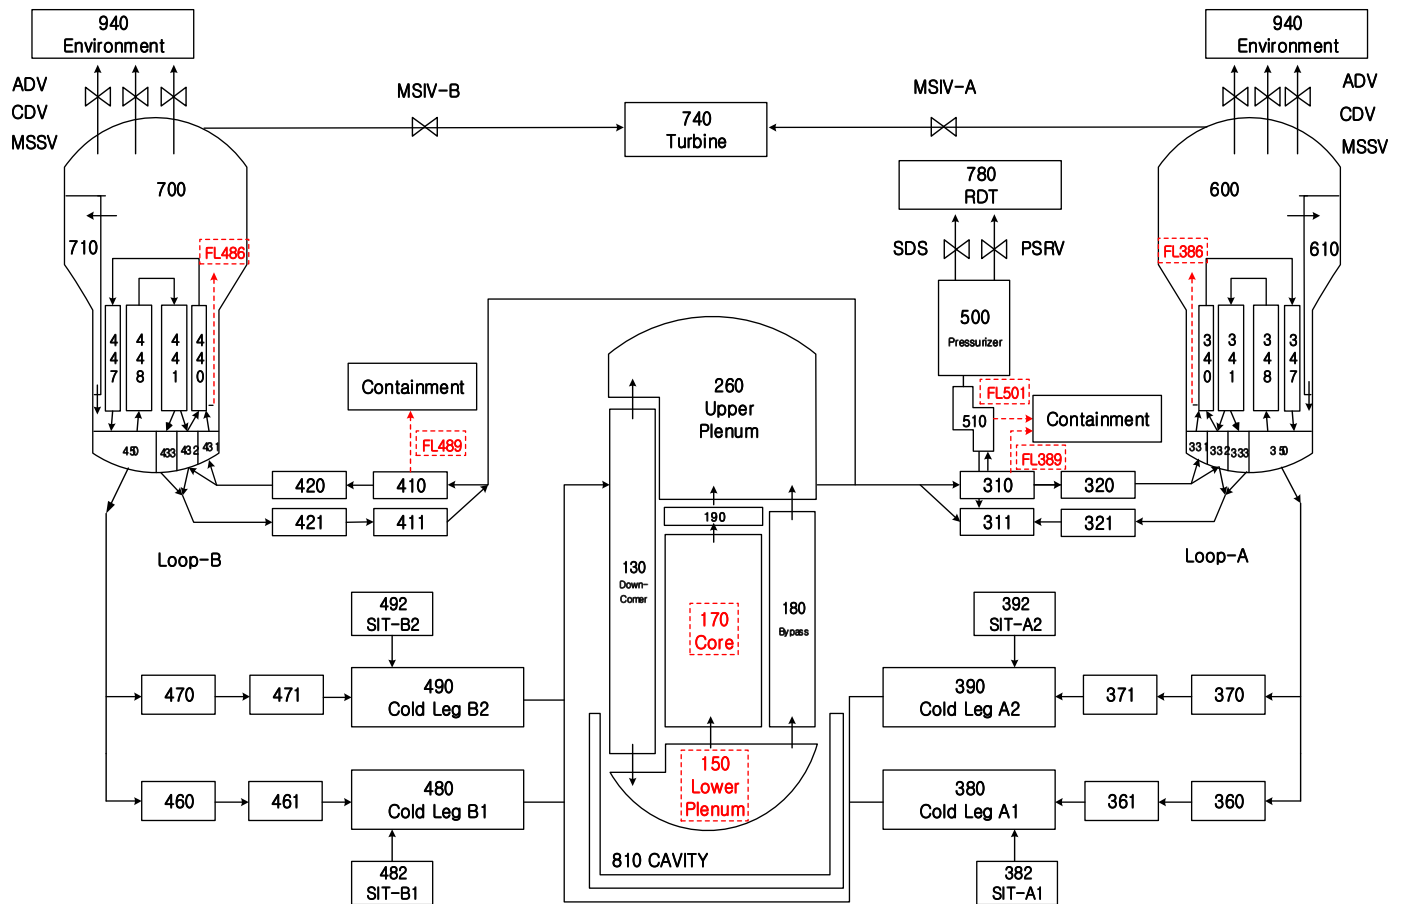 940
Environment
940
Environment
ADV
CDV
MSSV
ADV
CDV
MSSV
MSIV-B
MSIV-A
740
Turbine
780
RDT
700
600
SDS
PSRV
710
610
FL486
FL386
500
Pressurizer
447
448
441
440
340
341
348
347
Containment
260
Upper
Plenum
FL501
510
Containment
FL489
FL389
450
433
432
431
331
332
333
350
420
410
310
320
421
411
190
311
321
Loop-B
Loop-A
130
Down-
Comer
170
Core
180
Bypass
492
SIT-B2
392
SIT-A2
470
471
490
Cold Leg B2
390
Cold Leg A2
371
370
150
Lower
Plenum
460
461
480
Cold Leg B1
380
Cold Leg A1
361
360
810 CAVITY
482
SIT-B1
382
SIT-A1